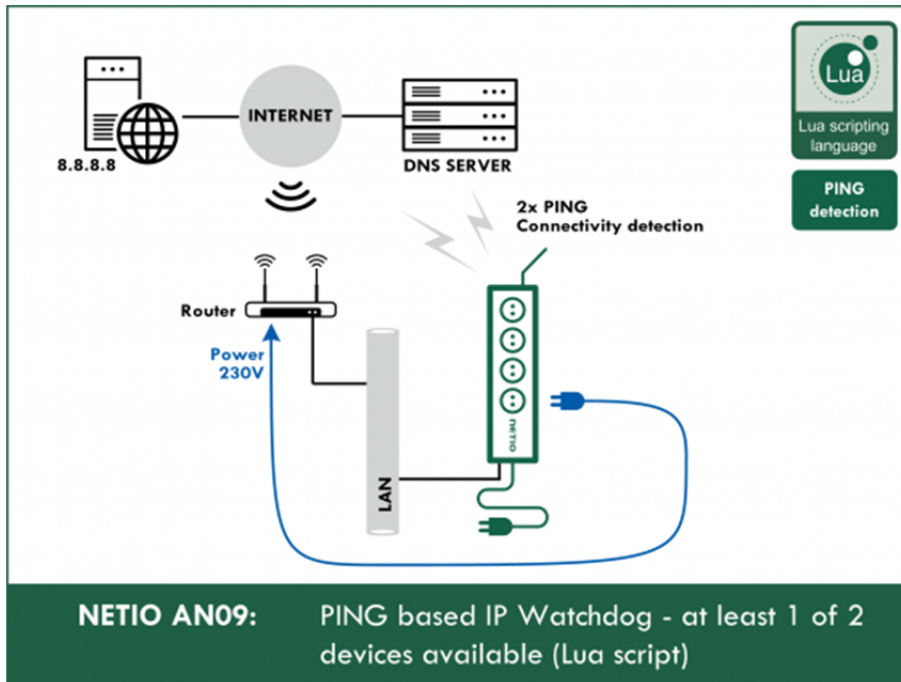 Lua
Lua scripting
language
PING
detection
INTERNET
8.8.8.8
DNS SERVER
2x PING
Connectivity detection
Router
Power
230V
NETIO
LAN
NETIO AN09:
PING based IP Watchdog - at least 1 of 2
devices available (Lua script)